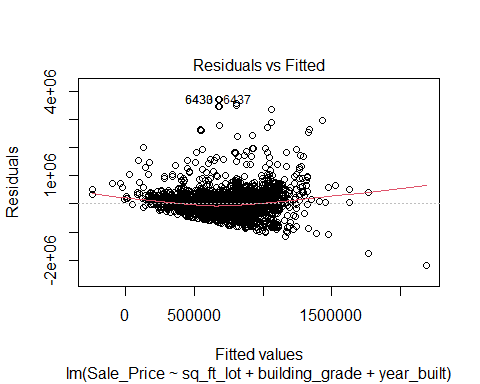 Residuals vs Fitted
Residuals
4e+06
1e+06
-2e+06
6437
0
500000
1500000
Fitted values
lm(Sale_Price ~ sq_ft_lot + building_grade + year_built)